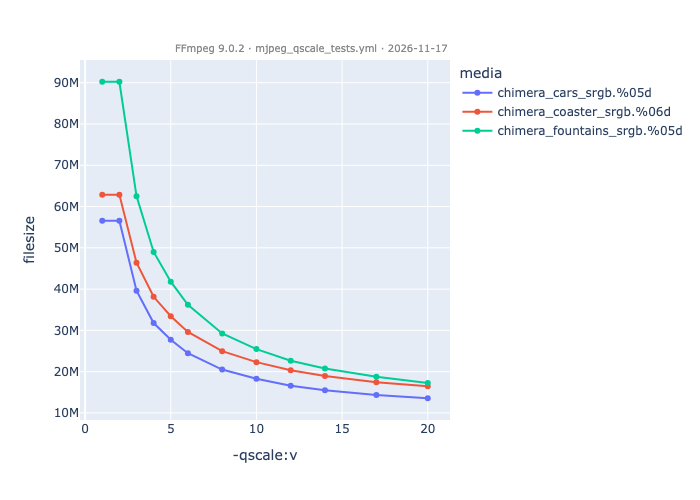 FFmpeg 9.0.2 · mjpeg_qscale_tests.yml · 2026-11-17
media
chimera_cars_srgb.%05d
chimera_coaster_srgb.%06d
chimera_fountains_srgb.%05d
filesize
90M
80M
70M
60M
50M
40M
30M
20M
10M
0
5
10
15
20
-qscale:v